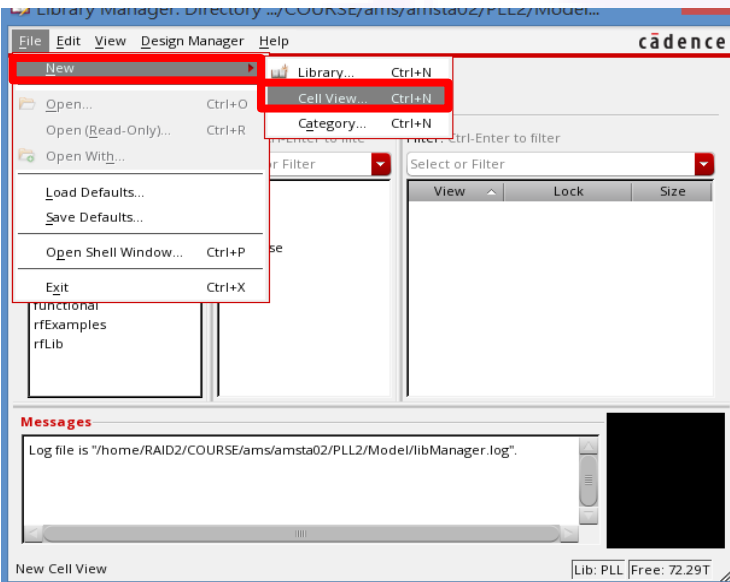 Library Manager: Directory .../COURSE/ams/amsta02/PLL2/Model...
File Edit View Design Manager Help
cādence
New
Library... Ctrl+N
Cell View... Ctrl+N
Category... Ctrl+N
Open... Ctrl+O
Open (Read-Only)... Ctrl+R
Open With...
Load Defaults...
Save Defaults...
Open Shell Window... Ctrl+P
Exit Ctrl+X
Ctrl-Enter to filter
or Filter
Select or Filter
View Lock Size
se
functional
rfExamples
rfLib
Messages
Log file is "/home/RAID2/COURSE/ams/amsta02/PLL2/Model/libManager.log".
New Cell View
Lib: PLL Free: 72.29T